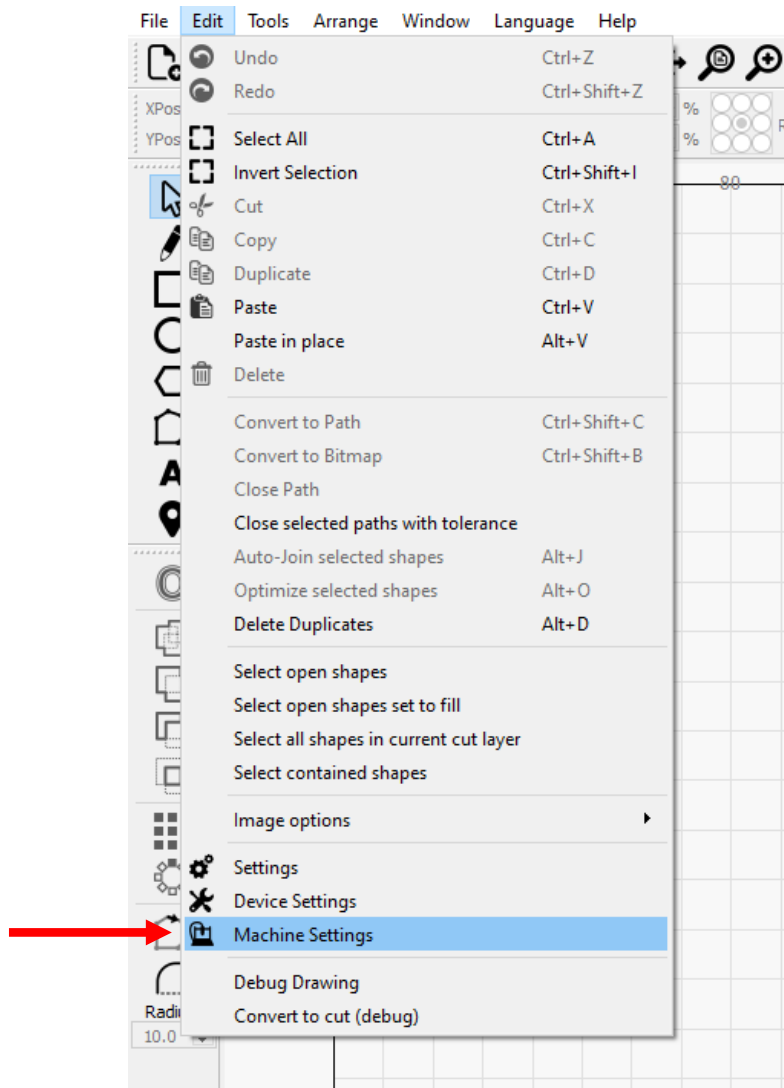 File Edit Tools Arrange Window Language Help
Undo Ctrl+Z
Redo Ctrl+Shift+Z
XPos %
YPos %
Select All Ctrl+A
Invert Selection Ctrl+Shift+I
80
Cut Ctrl+X
Copy Ctrl+C
Duplicate Ctrl+D
Paste Ctrl+V
Paste in place Alt+V
Delete
Convert to Path Ctrl+Shift+C
Convert to Bitmap Ctrl+Shift+B
Close Path
Close selected paths with tolerance
Auto-Join selected shapes Alt+J
Optimize selected shapes Alt+O
Delete Duplicates Alt+D
Select open shapes
Select open shapes set to fill
Select all shapes in current cut layer
Select contained shapes
Image options
Settings
Device Settings
Machine Settings
Debug Drawing
Convert to cut (debug)
10.0